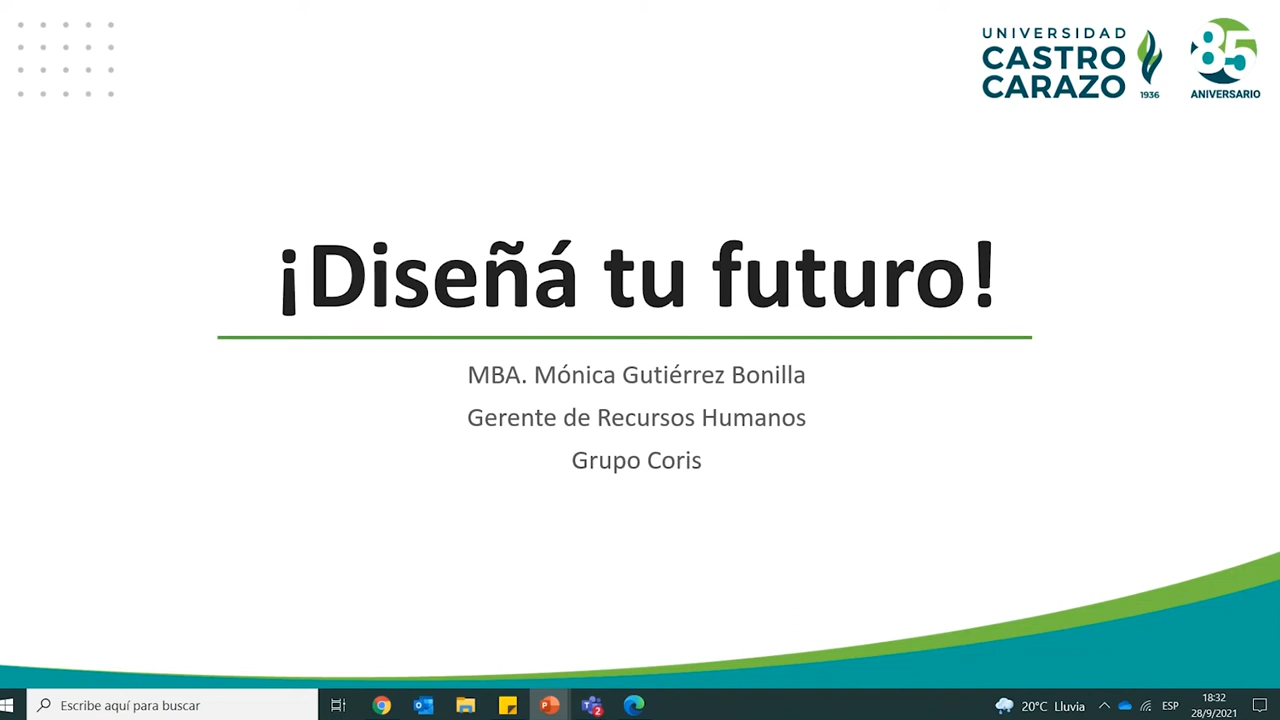 UNIVERSIDAD
CASTRO
CARAZO
1936
85
ANIVERSARIO
¡Diseñá tu futuro!
MBA. Mónica Gutiérrez Bonilla
Gerente de Recursos Humanos
Grupo Coris
Escribe aquí para buscar
2
20°C Lluvia
ESP
18:32
28/9/2021